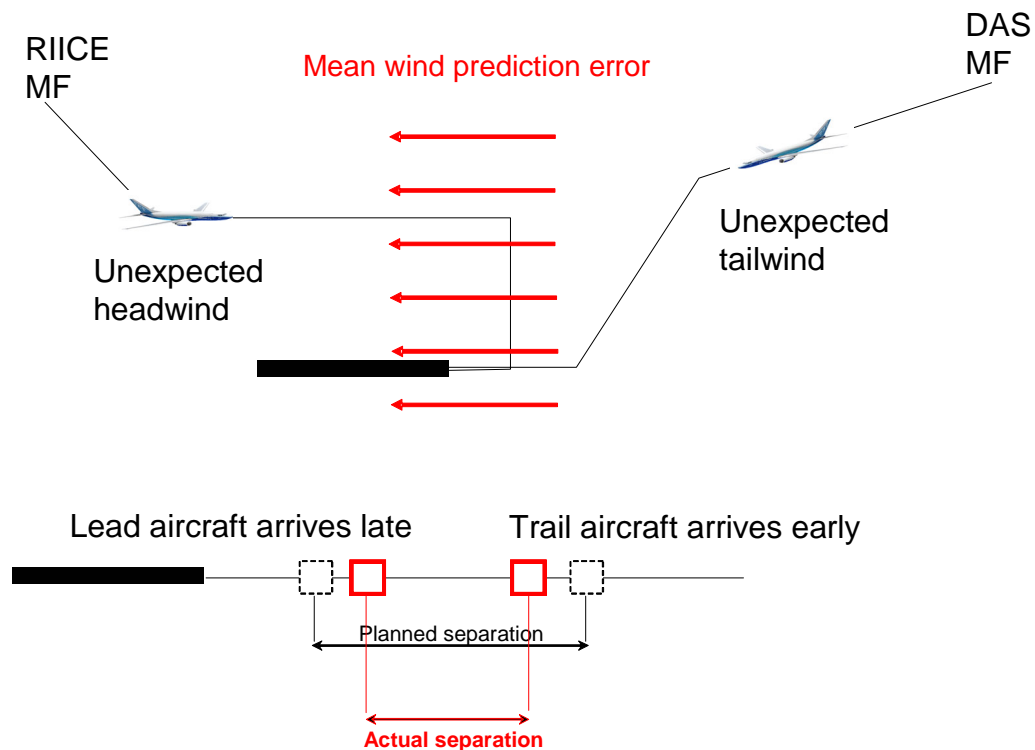 RIICE
MF
Mean wind prediction error
DAS
MF
Unexpected
headwind
Unexpected
tailwind
Lead aircraft arrives late
Trail aircraft arrives early
Planned separation
Actual separation